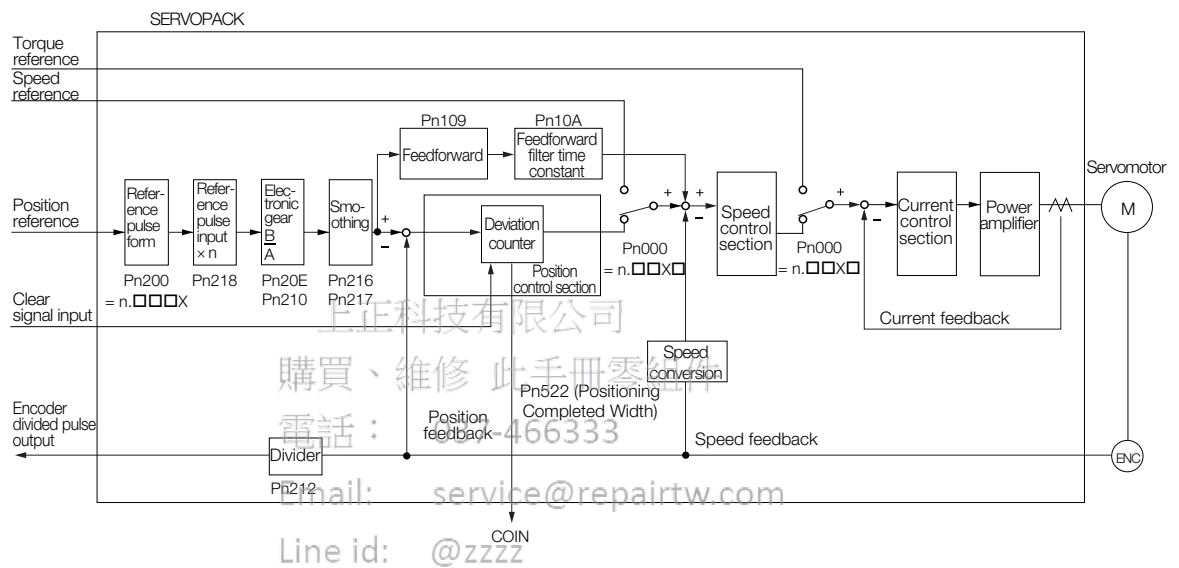 SERVOPACK
Torque
reference
Speed
reference
Pn109
Pn10A
Feedforward
Feedforward
filter time
constant
Servomotor
Position
reference
Refer-
ence
pulse
form
Refer-
ence
pulse
input
× n
Elec-
tronic
gear
B
A
Smo-
othing
+
−
Deviation
counter
Position
control section
+
+
+
−
Speed
control
section
+
−
Current
control
section
Power
amplifier
M
Pn200
= n.□□□X
Pn218
Pn20E
Pn210
Pn216
Pn217
Pn000
= n.□□X□
Pn000
= n.□□X□
Clear
signal input
上正科技有限公司
Current feedback
Speed
conversion
購買、維修 此手冊零組件
Pn522 (Positioning
Completed Width)
Encoder
divided pulse
output
Position
feedback
電話： 037-466333
Speed feedback
Divider
ENC
Pn212
Email: service@repairtw.com
COIN
Line id: @zzzz